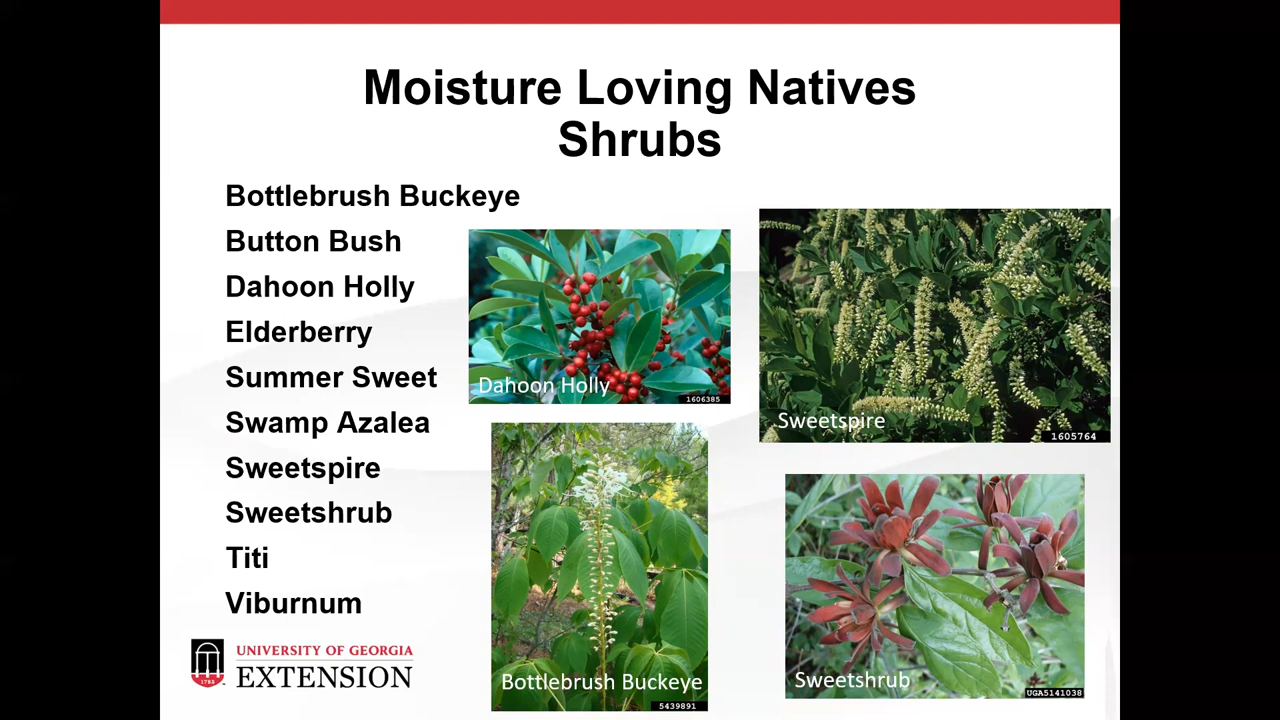 Moisture Loving Natives
Shrubs
Bottlebrush Buckeye
Button Bush
Dahoon Holly
Elderberry
Summer Sweet
Swamp Azalea
Sweetspire
Sweetshrub
Titi
Viburnum
Dahoon Holly
1606385
Sweetspire
1605764
Bottlebrush Buckeye
5439891
Sweetshrub
UGA5141038
1785
UNIVERSITY OF GEORGIA
EXTENSION